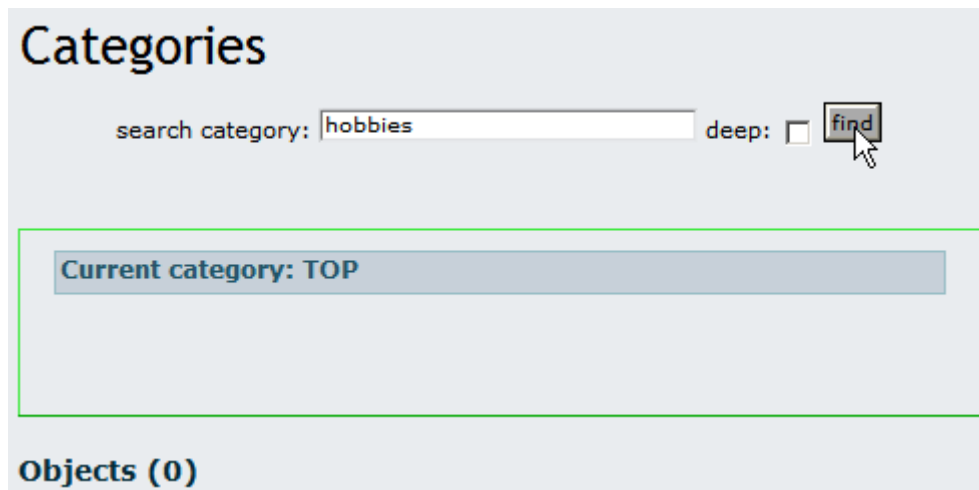 Categories
search category: hobbies deep: find
Current category: TOP
Objects (0)